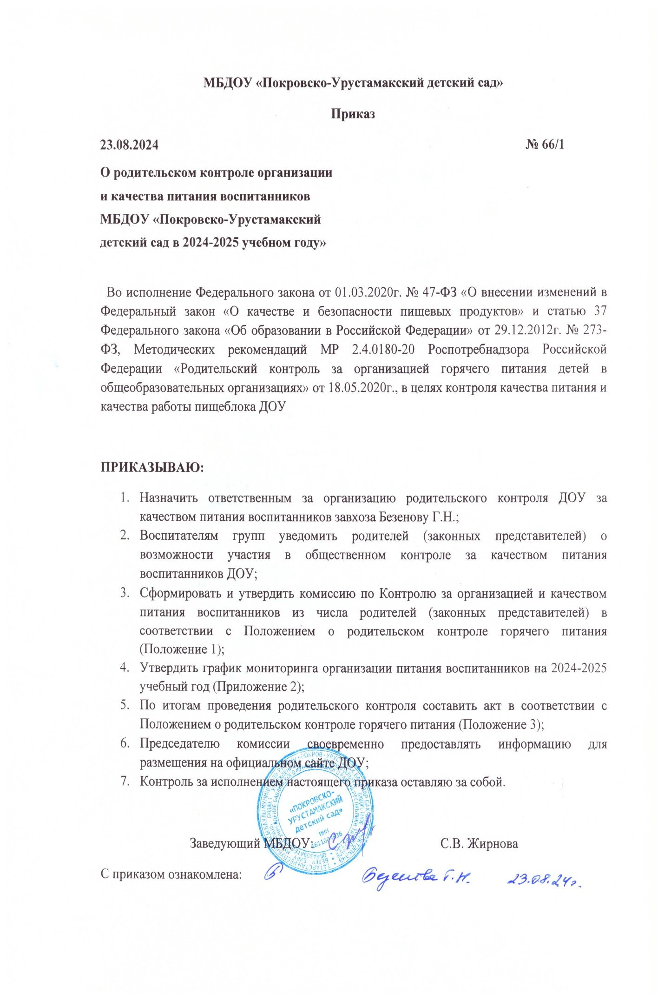 МБДОУ «Покровско-Урустамакский детский сад»
Приказ
23.08.2024 № 66/1
О родительском контроле организации
и качества питания воспитанников
МБДОУ «Покровско-Урустамакский
детский сад в 2024-2025 учебном году»
Во исполнение Федерального закона от 01.03.2020г. № 47-ФЗ «О внесении изменений в
Федеральный закон «О качестве и безопасности пищевых продуктов» и статью 37
Федерального закона «Об образовании в Российской Федерации» от 29.12.2012г. № 273-
ФЗ, Методических рекомендаций МР 2.4.0180-20 Роспотребнадзора Российской
Федерации «Родительский контроль за организацией горячего питания детей в
общеобразовательных организациях» от 18.05.2020г., в целях контроля качества питания и
качества работы пищеблока ДОУ
ПРИКАЗЫВАЮ:
1. Назначить ответственным за организацию родительского контроля ДОУ за
качеством питания воспитанников завхоза Безенову Г.Н.;
2. Воспитателям групп уведомить родителей (законных представителей) о
возможности участия в общественном контроле за качеством питания
воспитанников ДОУ;
3. Сформировать и утвердить комиссию по Контролю за организацией и качеством
питания воспитанников из числа родителей (законных представителей) в
соответствии с Положением о родительском контроле горячего питания
(Положение 1);
4. Утвердить график мониторинга организации питания воспитанников на 2024-2025
учебный год (Приложение 2);
5. По итогам проведения родительского контроля составить акт в соответствии с
Положением о родительском контроле горячего питания (Положение 3);
6. Председателю комиссии своевременно предоставлять информацию для
размещения на официальном сайте ДОУ;
7. Контроль за исполнением настоящего приказа оставляю за собой.
«ПОКРОВСКО-
УРУСТАМАКСКИЙ
детский сад»
ИНН
Заведующий МБДОУ: С.В. Жирнова
С приказом ознакомлена: Безенова Г.Н. 23.08.24г.